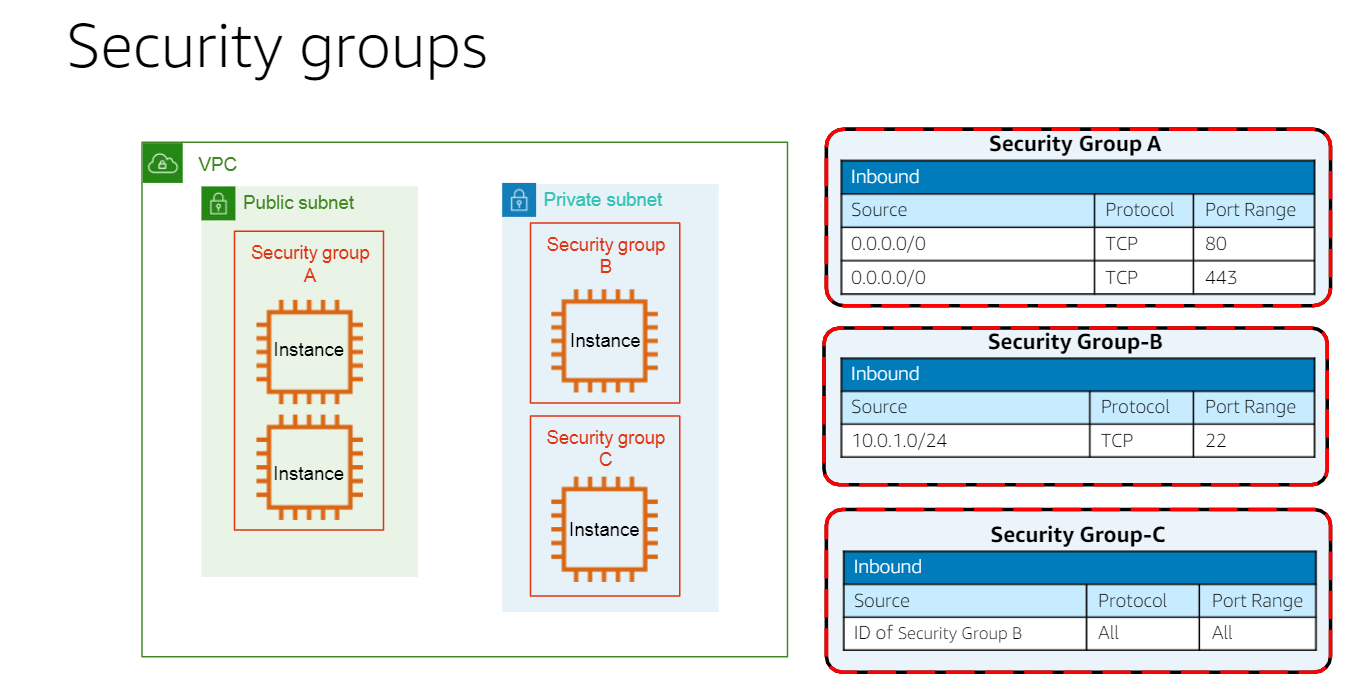 Security groups
VPC
Public subnet
Security group
A
Instance
Instance
Private subnet
Security group
B
Instance
Security group
C
Instance
Security Group A
Inbound
Source Protocol Port Range
0.0.0.0/0 TCP 80
0.0.0.0/0 TCP 443
Security Group-B
Inbound
Source Protocol Port Range
10.0.1.0/24 TCP 22
Security Group-C
Inbound
Source Protocol Port Range
ID of Security Group B All All